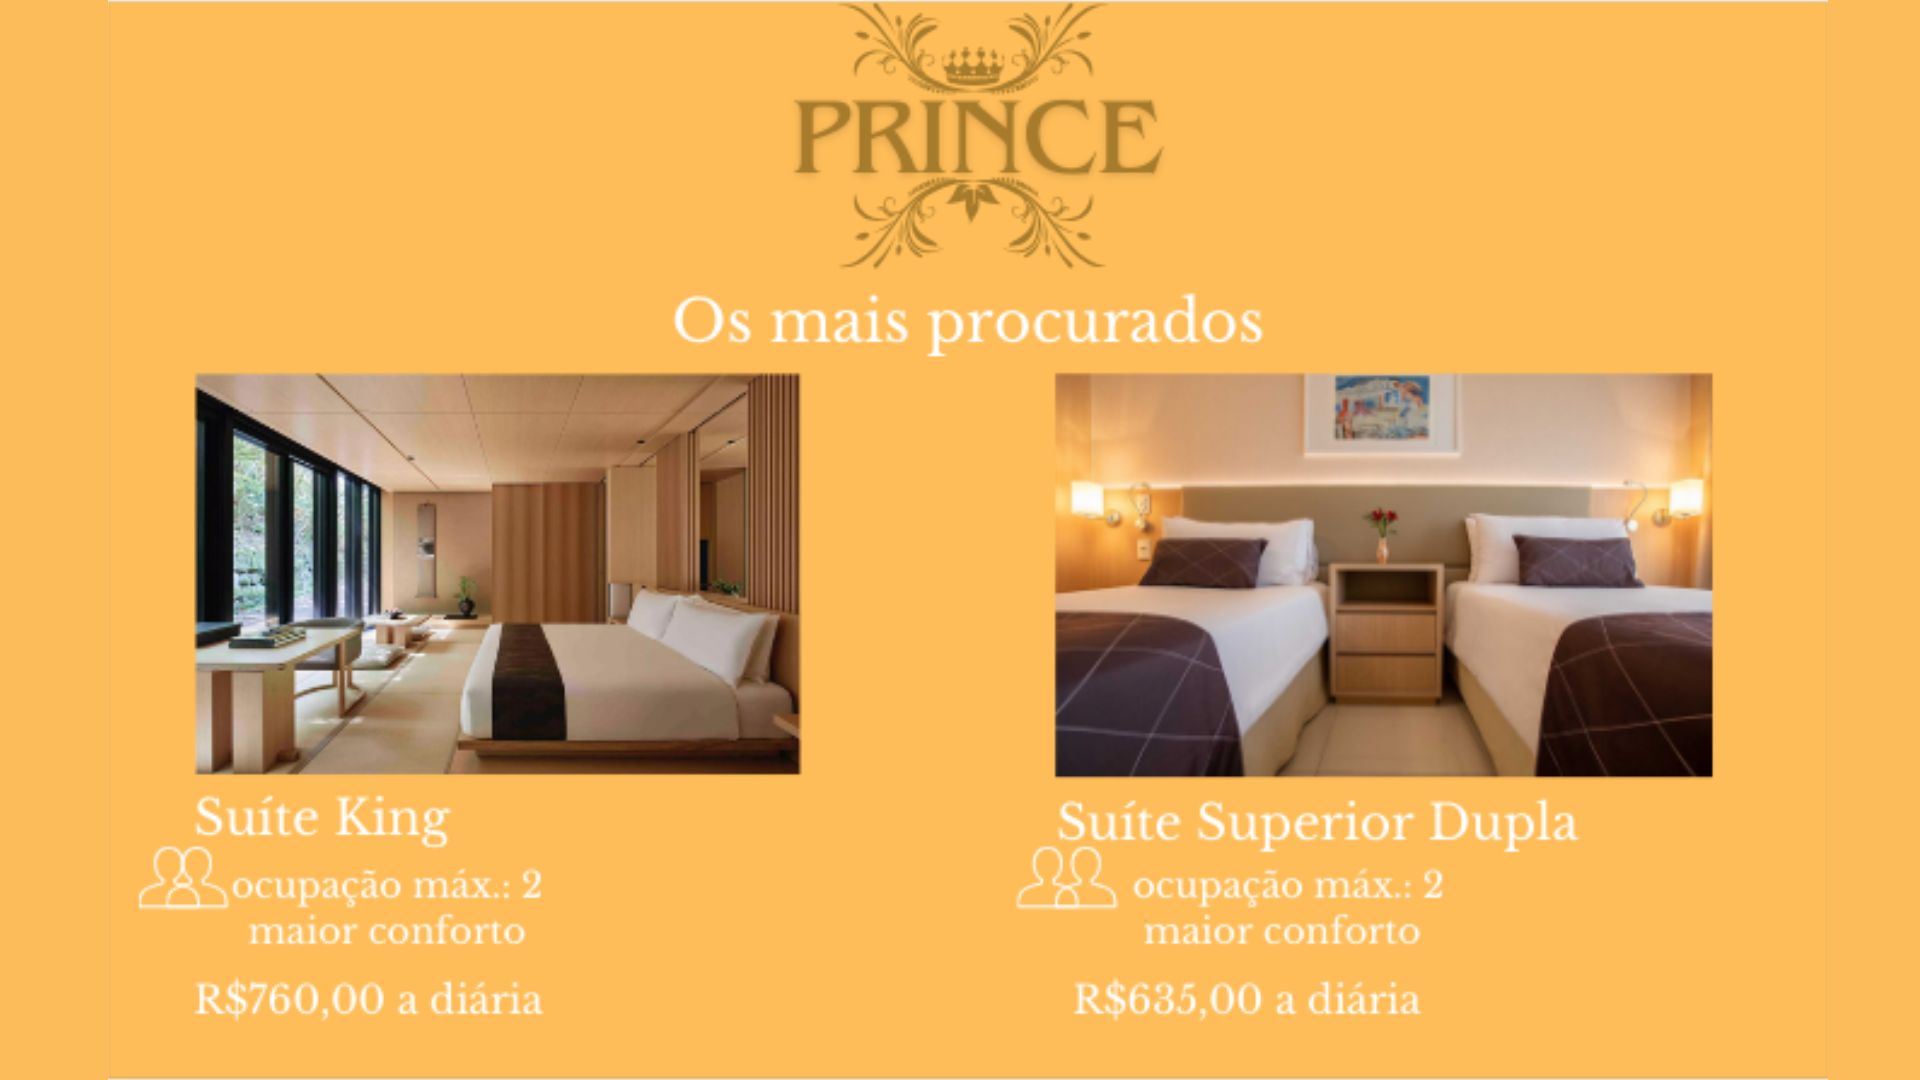 PRINCE
Os mais procurados
Suíte King
ocupação máx.: 2
maior conforto
R$760,00 a diária
Suíte Superior Dupla
ocupação máx.: 2
maior conforto
R$635,00 a diária